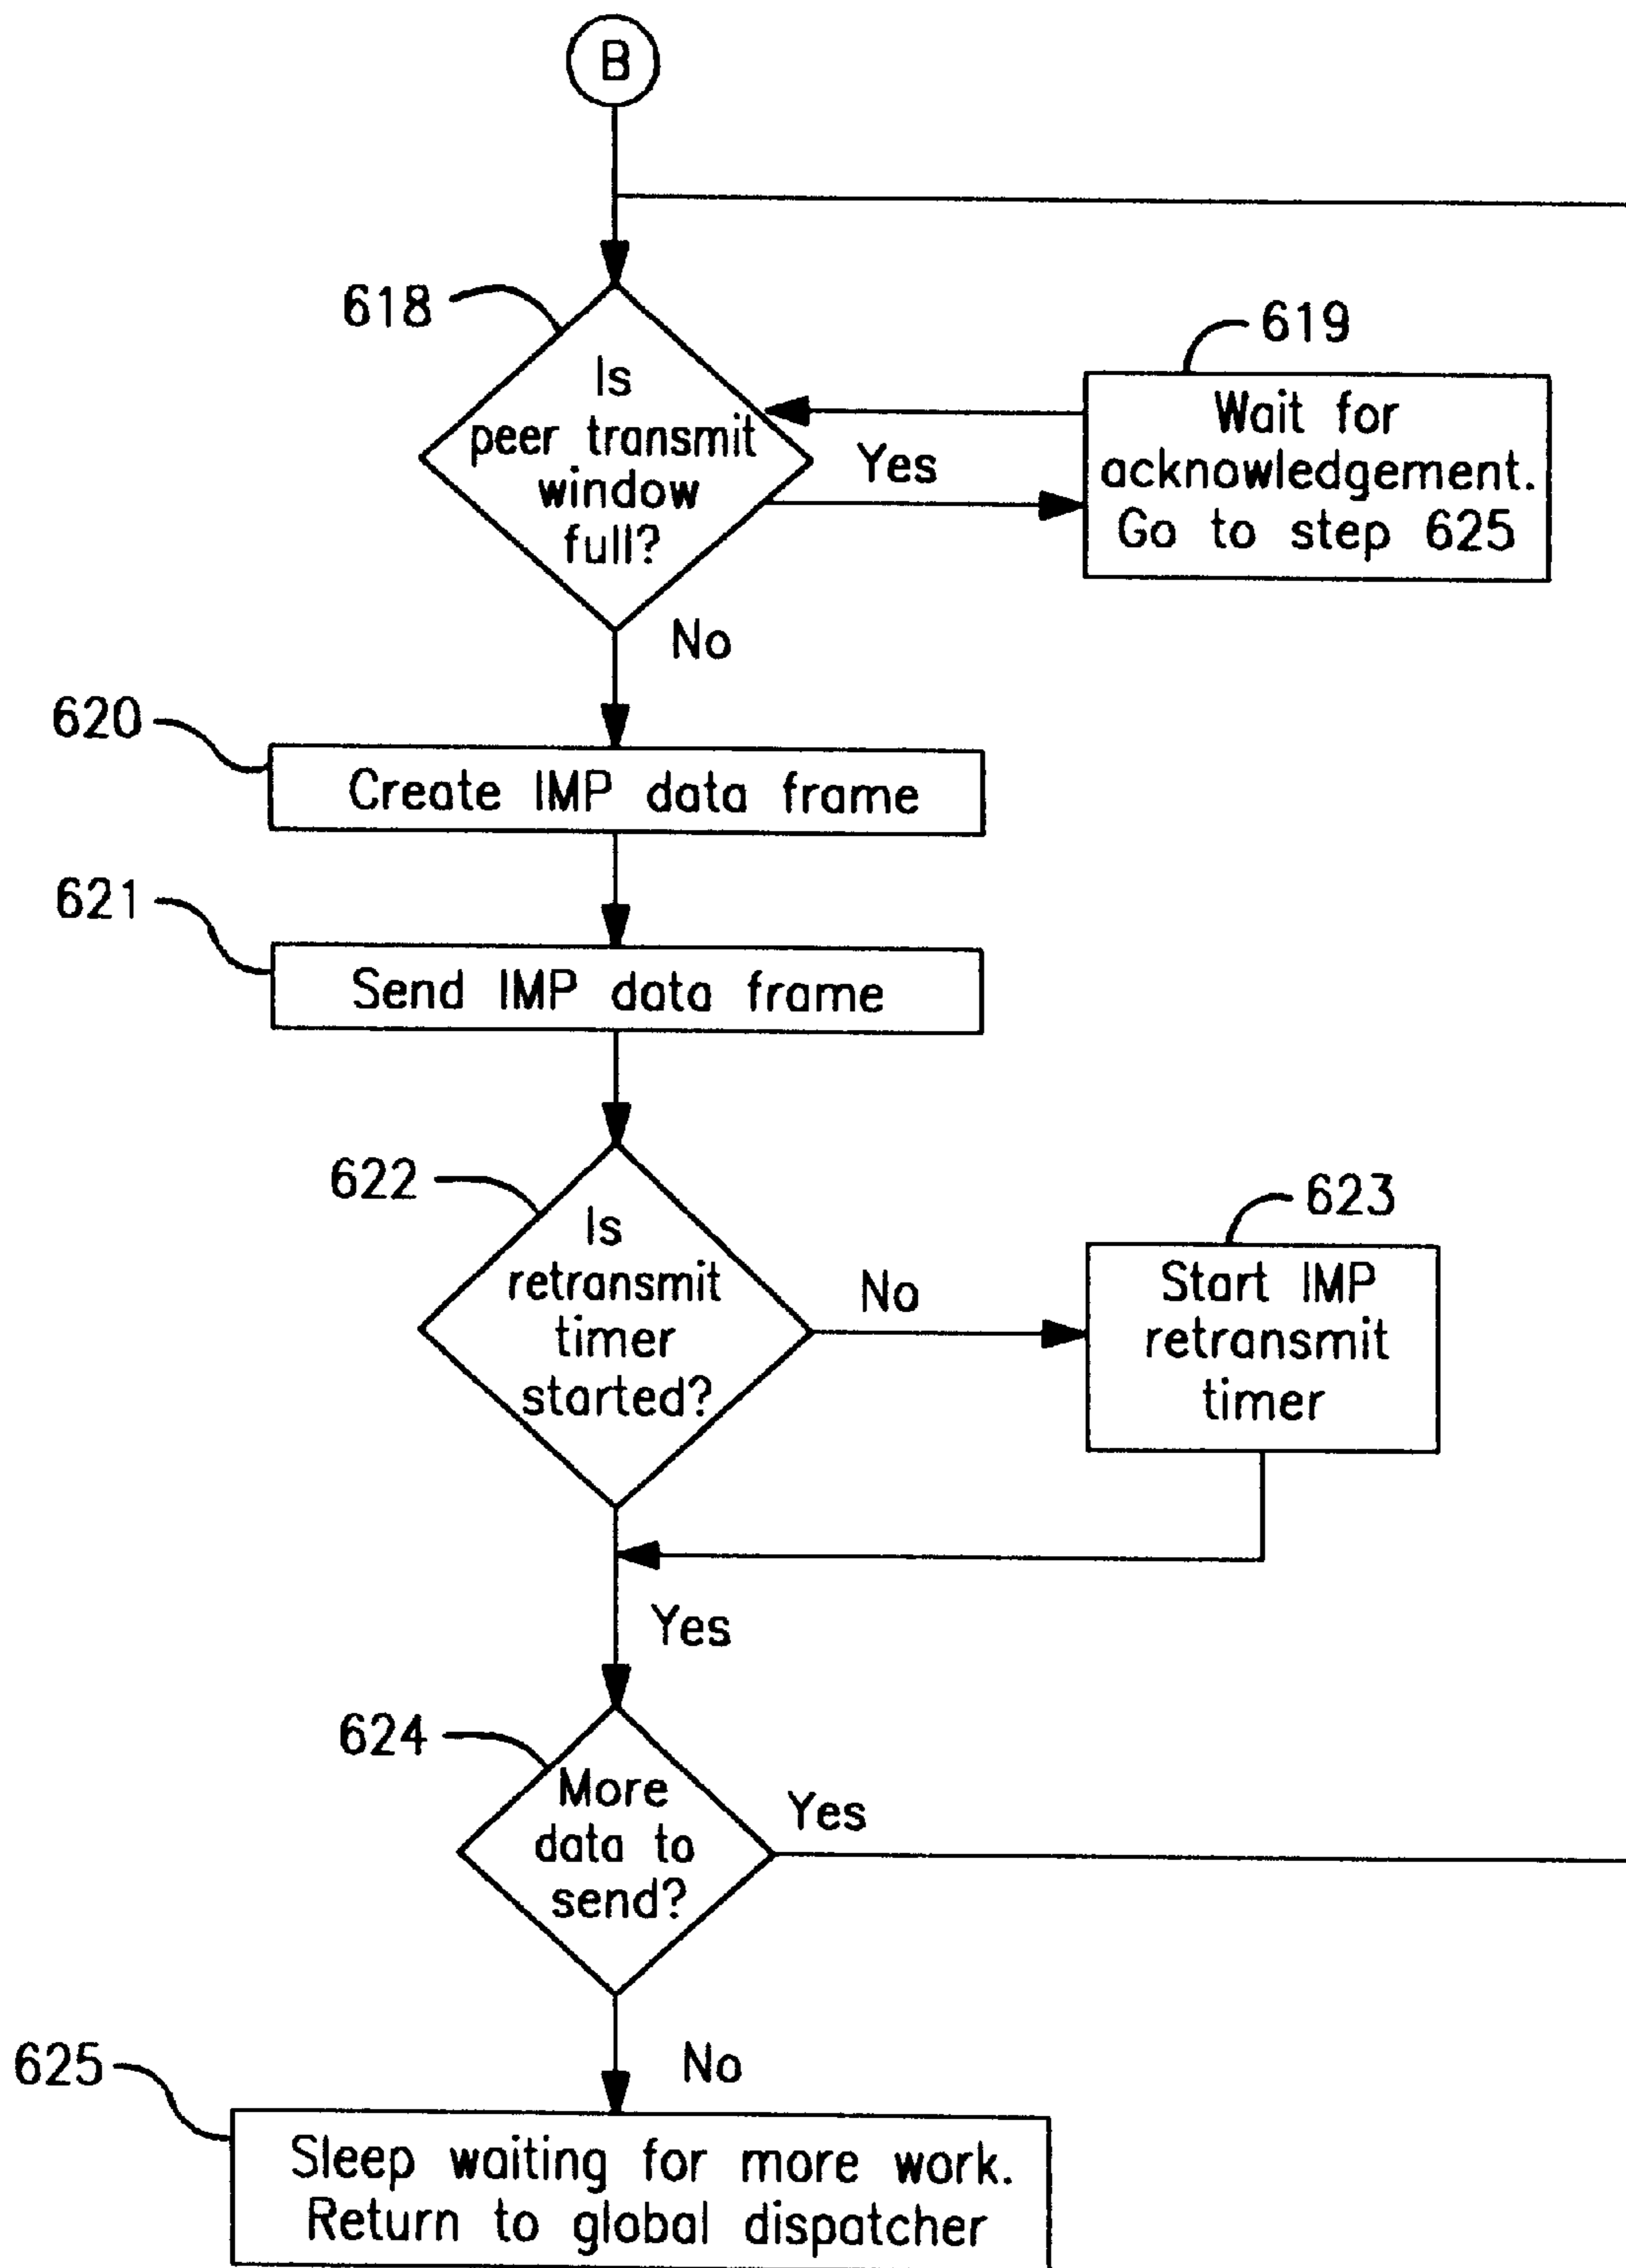 B
618
Is
peer transmit
window
full?
Yes
619
Wait for
acknowledgement.
Go to step 625
No
620
Create IMP data frame
621
Send IMP data frame
622
Is
retransmit
timer
started?
No
623
Start IMP
retransmit
timer
Yes
624
More
data to
send?
Yes
No
625
Sleep waiting for more work.
Return to global dispatcher